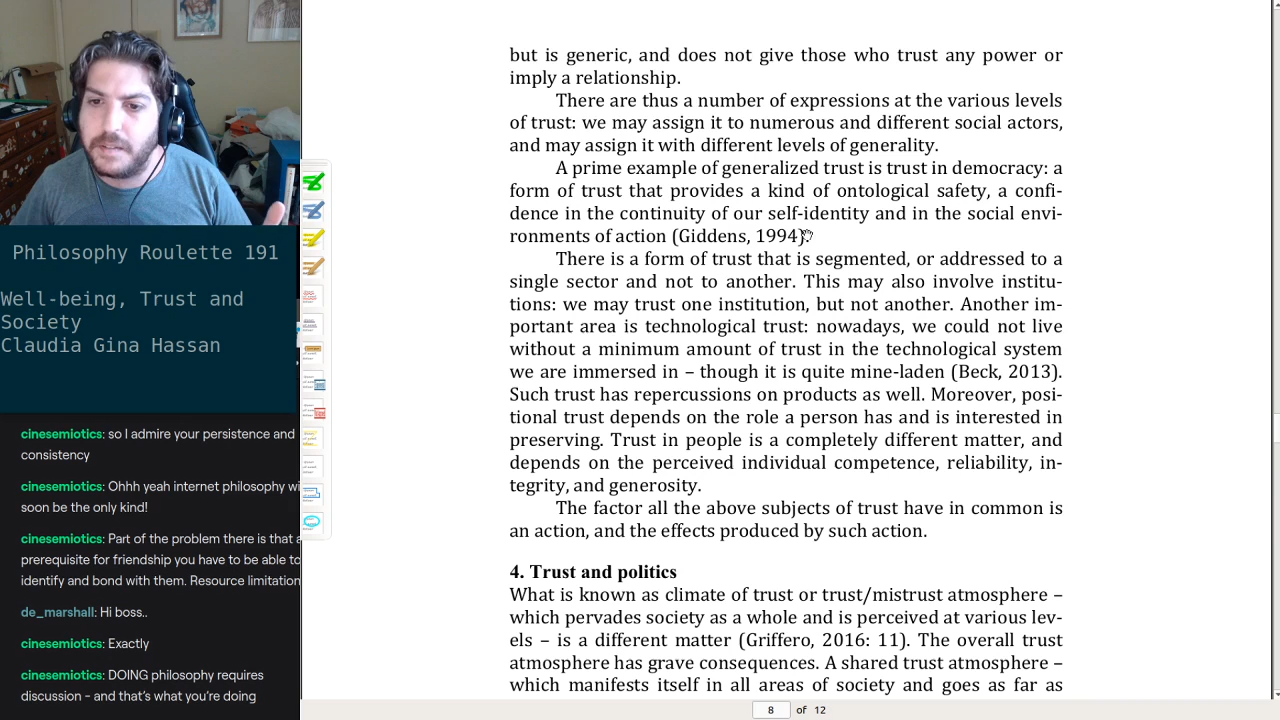 Philosophy Roulette 191
Well-being, Trust and
Society
Claudia Gina Hassan
cinesemiotics: so I admire your persistence and
consistency
cinesemiotics: Ohhh yeah internet philosophy w
soon be the only kind!
cinesemiotics: Part of the problem there is that a
prerequisite for friendship you have to be able to
identify and bond with them. Resource limitation
de_marshall: Hi boss..
cinesemiotics: Exactly
cinesemiotics: DOING philosophy requires
discussion - and that's what you're doing
but is generic, and does not give those who trust any power or
imply a relationship.
There are thus a number of expressions at the various levels
of trust: we may assign it to numerous and different social actors,
and may assign it with different levels of generality.
A prime example of generalized trust is trust in democracy: a
form of trust that provides a kind of ontological safety, a confi-
dence in the continuity of our self-identity and in the social envi-
ronments of action (Giddens, 1994).
There is a form of trust that is segmented, or addressed to a
single sector and not to another. This may also involve institu-
tions: we may trust one institution, but not another. Another im-
portant area is technological trust: nowadays, we could not live
without a minimum amount of trust in the technological system
we are immersed in – though it is quite mine-laden (Beck, 2013).
Such trust has repercussions on products as well. Moreover, posi-
tional trust depends on the role a person has and is interested in
preserving. Trust in people is a completely different matter, and
depends on the perceived individual competence, reliability, in-
tegrity and generosity.
The factor all the above subjects of trust have in common is
an action, and the effects produced by such action.
4. Trust and politics
What is known as climate of trust or trust/mistrust atmosphere –
which pervades society as a whole and is perceived at various lev-
els – is a different matter (Griffero, 2016: 11). The overall trust
atmosphere has grave consequences. A shared trust atmosphere –
which manifests itself in all areas of society and goes as far as
8 of 12